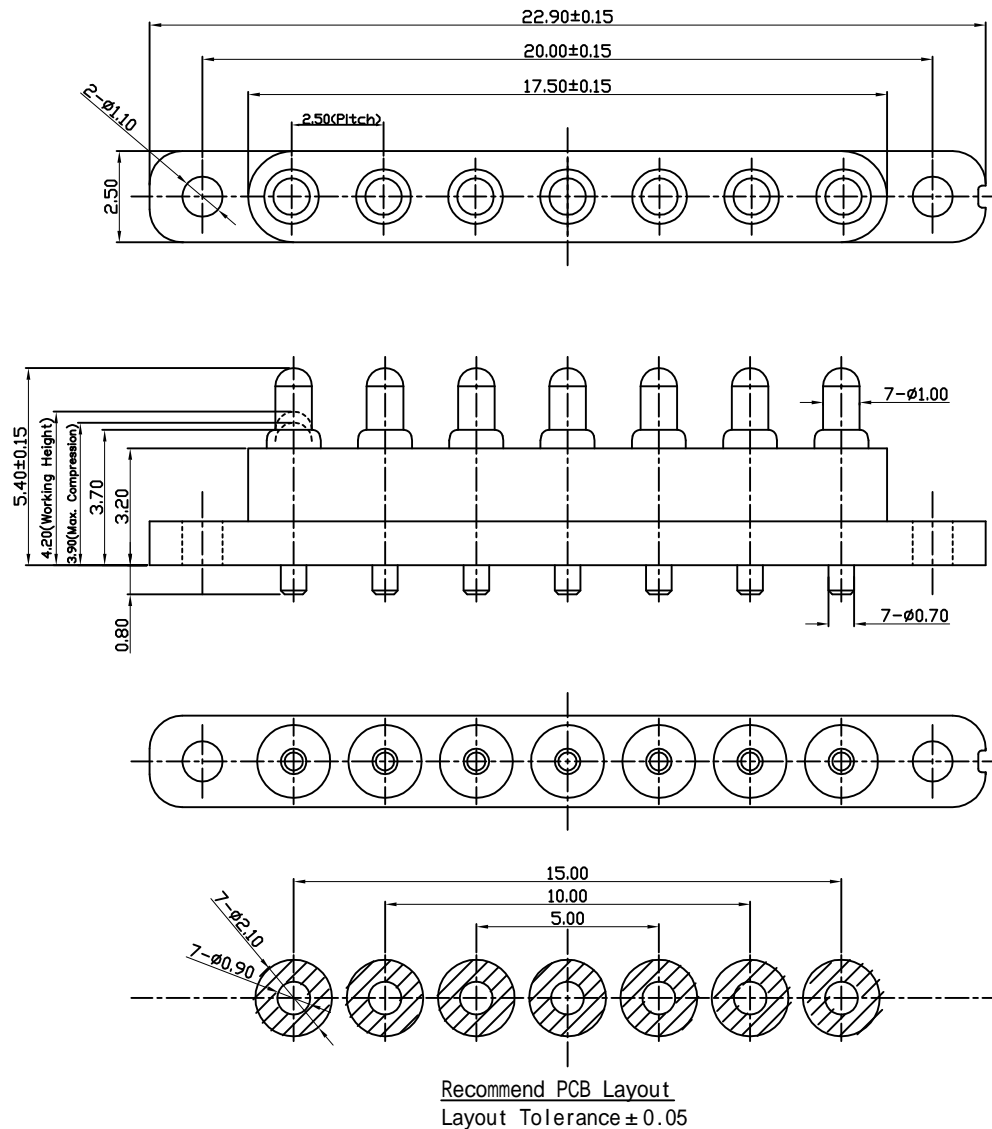 22.90±0.15
20.00±0.15
17.50±0.15
2-ø1.10
2.50(Pitch)
2.50
5.40±0.15
4.20(Working Height)
3.90(Max. Compression)
3.70
3.20
7-ø1.00
0.80
7-ø0.70
15.00
10.00
5.00
7-ø2.10
7-ø0.90
Recommend PCB Layout
Layout Tolerance±0.05